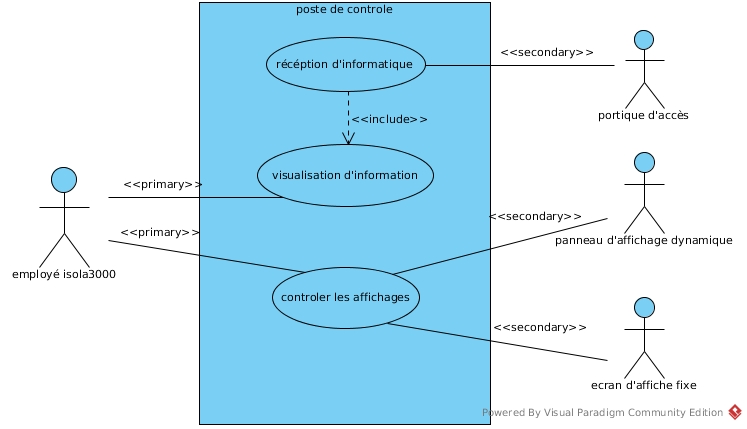 poste de controle
<<secondary>>
récéption d'informatique
portique d'accès
<<include>>
visualisation d'information
<<primary>>
<<secondary>>
<<primary>>
panneau d'affichage dynamique
employé isola3000
controler les affichages
<<secondary>>
ecran d'affiche fixe
Powered By Visual Paradigm Community Edition